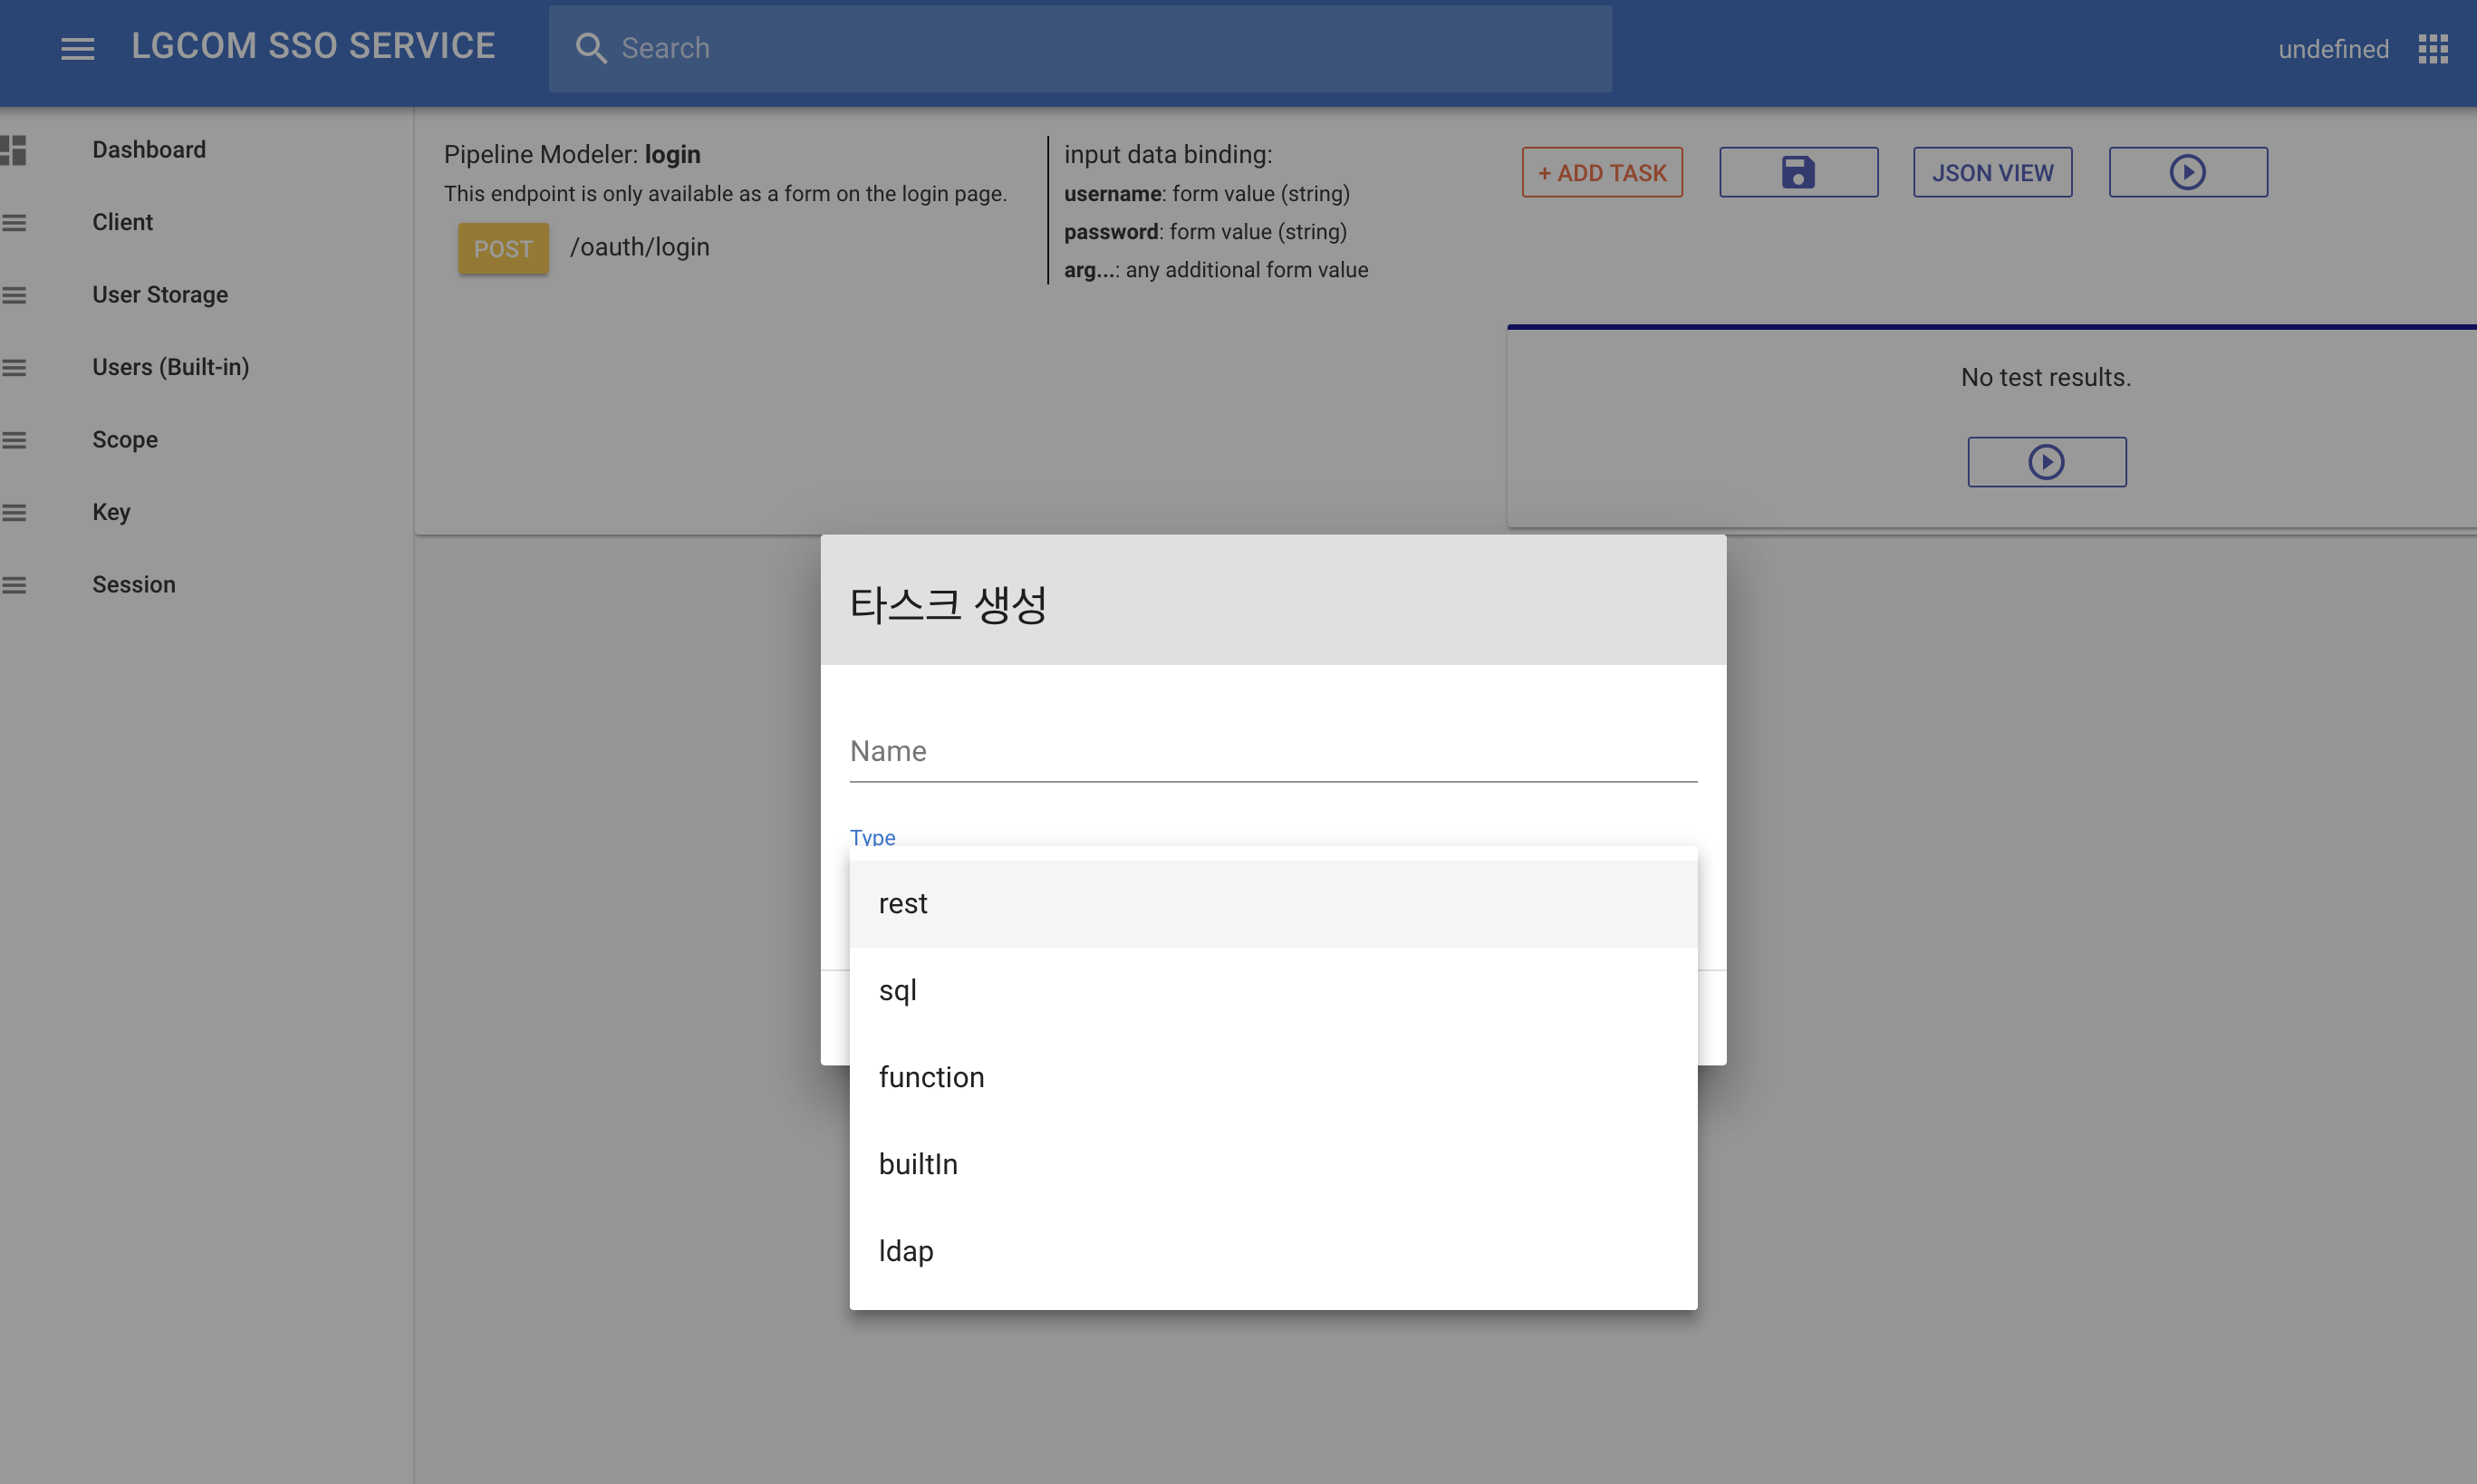 LGCOM SSO SERVICE
Search
undefined
Dashboard
Client
User Storage
Users (Built-in)
Scope
Key
Session
Pipeline Modeler: login
This endpoint is only available as a form on the login page.
POST /oauth/login
input data binding:
username: form value (string)
password: form value (string)
arg...: any additional form value
+ ADD TASK
JSON VIEW
No test results.
타스크 생성
Name
Type
rest
sql
function
builtIn
ldap